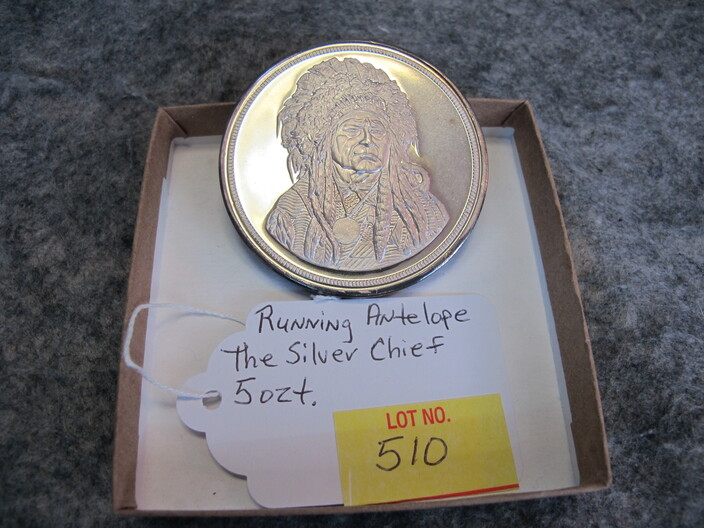 Running Antelope
The Silver Chief
5ozt.
LOT NO.
510